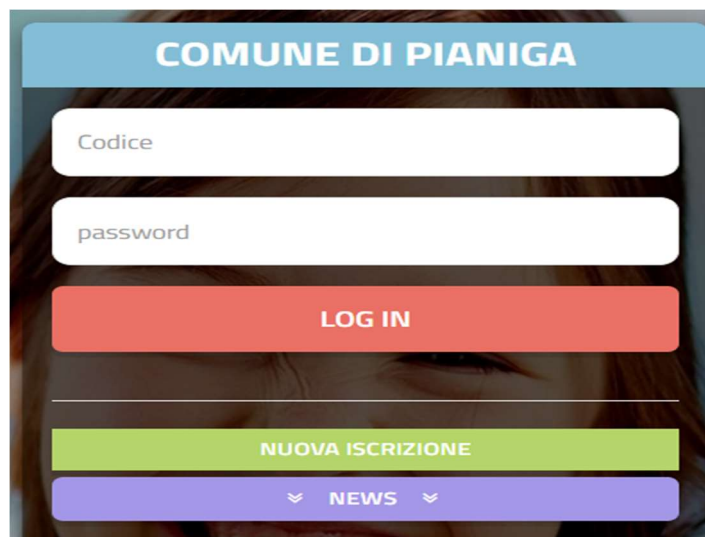 COMUNE DI PIANIGA
Codice
password
LOG IN
NUOVA ISCRIZIONE
NEWS